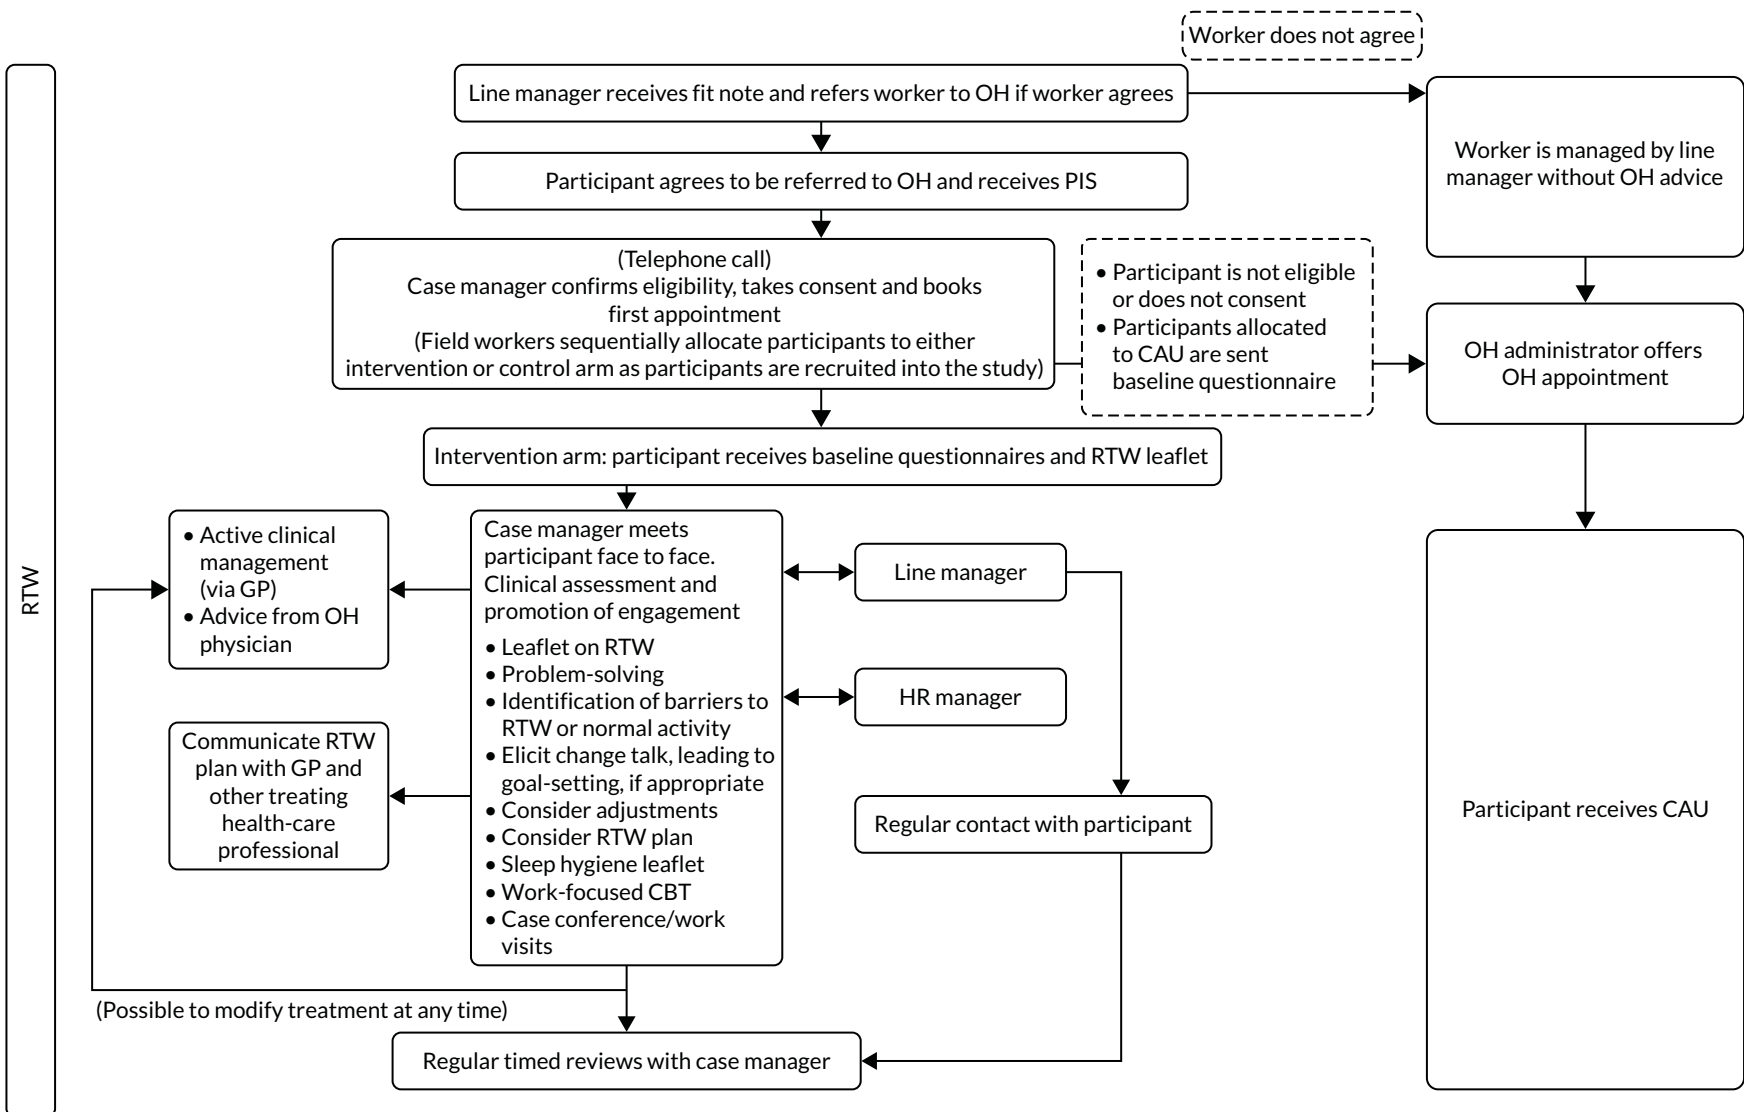 Worker does not agree
Line manager receives fit note and refers worker to OH if worker agrees
Worker is managed by line
manager without OH advice
Participant agrees to be referred to OH and receives PIS
(Telephone call)
Case manager confirms eligibility, takes consent and books
first appointment
(Field workers sequentially allocate participants to either
intervention or control arm as participants are recruited into the study)
• Participant is not eligible
or does not consent
• Participants allocated
to CAU are sent
baseline questionnaire
OH administrator offers
OH appointment
Intervention arm: participant receives baseline questionnaires and RTW leaflet
RTW
• Active clinical
management
(via GP)
• Advice from OH
physician
Communicate RTW
plan with GP and
other treating
health-care
professional
Case manager meets
participant face to face.
Clinical assessment and
promotion of engagement
• Leaflet on RTW
• Problem-solving
• Identification of barriers to
RTW or normal activity
• Elicit change talk, leading to
goal-setting, if appropriate
• Consider adjustments
• Consider RTW plan
• Sleep hygiene leaflet
• Work-focused CBT
• Case conference/work
visits
Line manager
HR manager
Regular contact with participant
Participant receives CAU
(Possible to modify treatment at any time)
Regular timed reviews with case manager